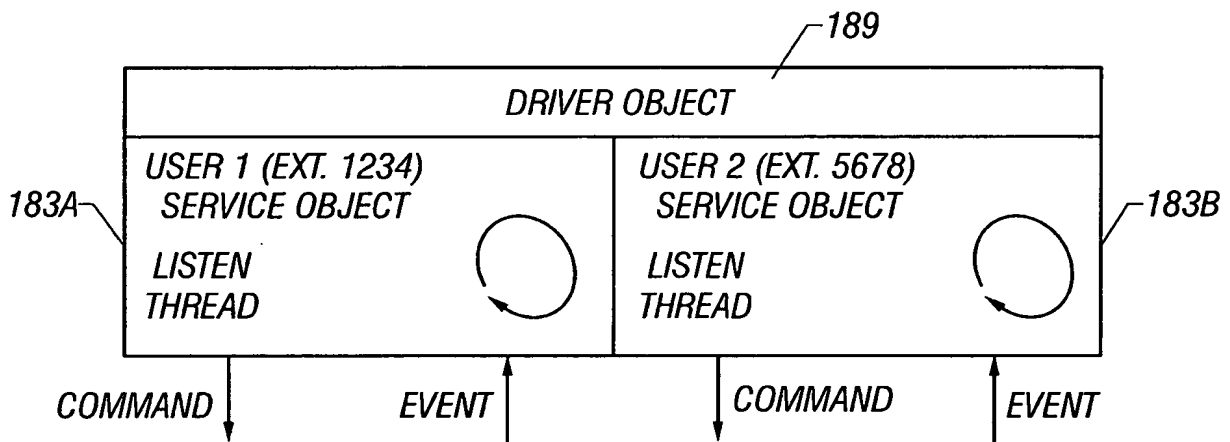 189
DRIVER OBJECT
USER 1 (EXT. 1234)
SERVICE OBJECT
LISTEN
THREAD
183A
USER 2 (EXT. 5678)
SERVICE OBJECT
LISTEN
THREAD
183B
COMMAND
EVENT
COMMAND
EVENT